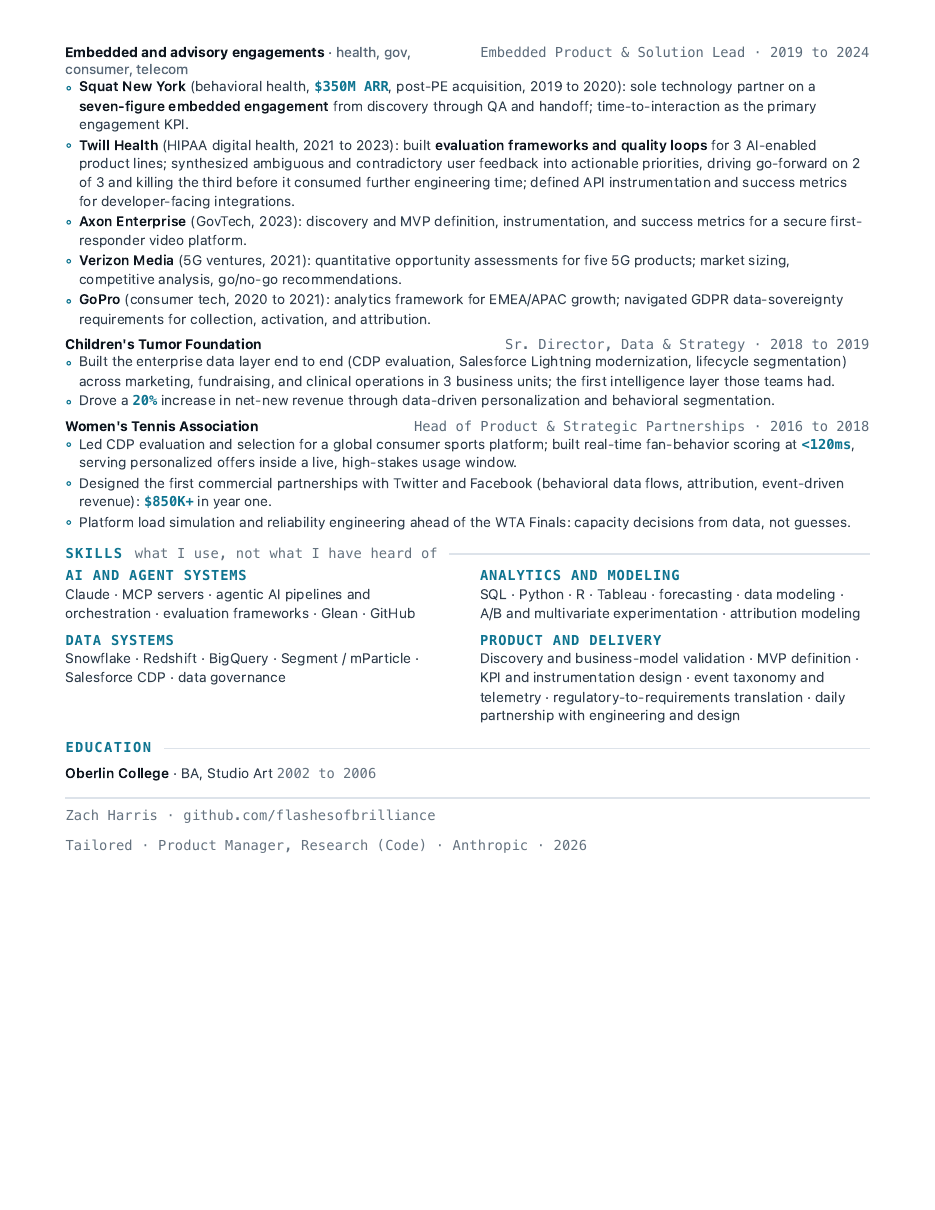 Embedded and advisory engagements · health, gov, consumer, telecom
Embedded Product & Solution Lead · 2019 to 2024
Squat New York (behavioral health, $350M ARR, post-PE acquisition, 2019 to 2020): sole technology partner on a
seven-figure embedded engagement from discovery through QA and handoff; time-to-interaction as the primary
engagement KPI.
Twill Health (HIPAA digital health, 2021 to 2023): built evaluation frameworks and quality loops for 3 AI-enabled
product lines; synthesized ambiguous and contradictory user feedback into actionable priorities, driving go-forward on 2
of 3 and killing the third before it consumed further engineering time; defined API instrumentation and success metrics
for developer-facing integrations.
Axon Enterprise (GovTech, 2023): discovery and MVP definition, instrumentation, and success metrics for a secure first-
responder video platform.
Verizon Media (5G ventures, 2021): quantitative opportunity assessments for five 5G products; market sizing,
competitive analysis, go/no-go recommendations.
GoPro (consumer tech, 2020 to 2021): analytics framework for EMEA/APAC growth; navigated GDPR data-sovereignty
requirements for collection, activation, and attribution.
Children's Tumor Foundation
Sr. Director, Data & Strategy · 2018 to 2019
Built the enterprise data layer end to end (CDP evaluation, Salesforce Lightning modernization, lifecycle segmentation)
across marketing, fundraising, and clinical operations in 3 business units; the first intelligence layer those teams had.
Drove a 20% increase in net-new revenue through data-driven personalization and behavioral segmentation.
Women's Tennis Association
Head of Product & Strategic Partnerships · 2016 to 2018
Led CDP evaluation and selection for a global consumer sports platform; built real-time fan-behavior scoring at <120ms,
serving personalized offers inside a live, high-stakes usage window.
Designed the first commercial partnerships with Twitter and Facebook (behavioral data flows, attribution, event-driven
revenue): $850K+ in year one.
Platform load simulation and reliability engineering ahead of the WTA Finals: capacity decisions from data, not guesses.
SKILLS what I use, not what I have heard of
AI AND AGENT SYSTEMS
Claude · MCP servers · agentic AI pipelines and
orchestration · evaluation frameworks · Glean · GitHub
ANALYTICS AND MODELING
SQL · Python · R · Tableau · forecasting · data modeling ·
A/B and multivariate experimentation · attribution modeling
DATA SYSTEMS
Snowflake · Redshift · BigQuery · Segment / mParticle ·
Salesforce CDP · data governance
PRODUCT AND DELIVERY
Discovery and business-model validation · MVP definition ·
KPI and instrumentation design · event taxonomy and
telemetry · regulatory-to-requirements translation · daily
partnership with engineering and design
EDUCATION
Oberlin College · BA, Studio Art 2002 to 2006
Zach Harris · github.com/flashesofbrilliance
Tailored · Product Manager, Research (Code) · Anthropic · 2026